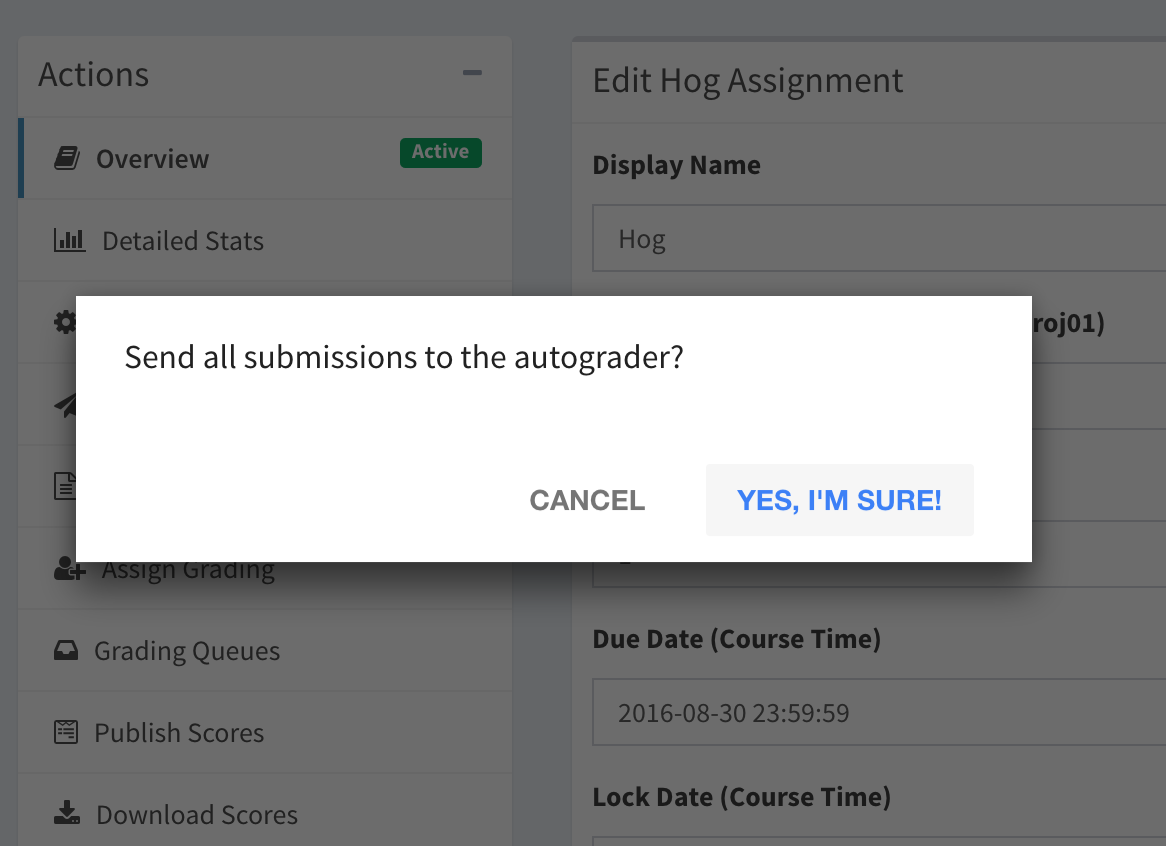 Actions
Overview
Active
Detailed Stats
Assign Grading
Grading Queues
Publish Scores
Download Scores
Edit Hog Assignment
Display Name
Hog
roj01)
Due Date (Course Time)
2016-08-30 23:59:59
Lock Date (Course Time)
Send all submissions to the autograder?
CANCEL
YES, I'M SURE!